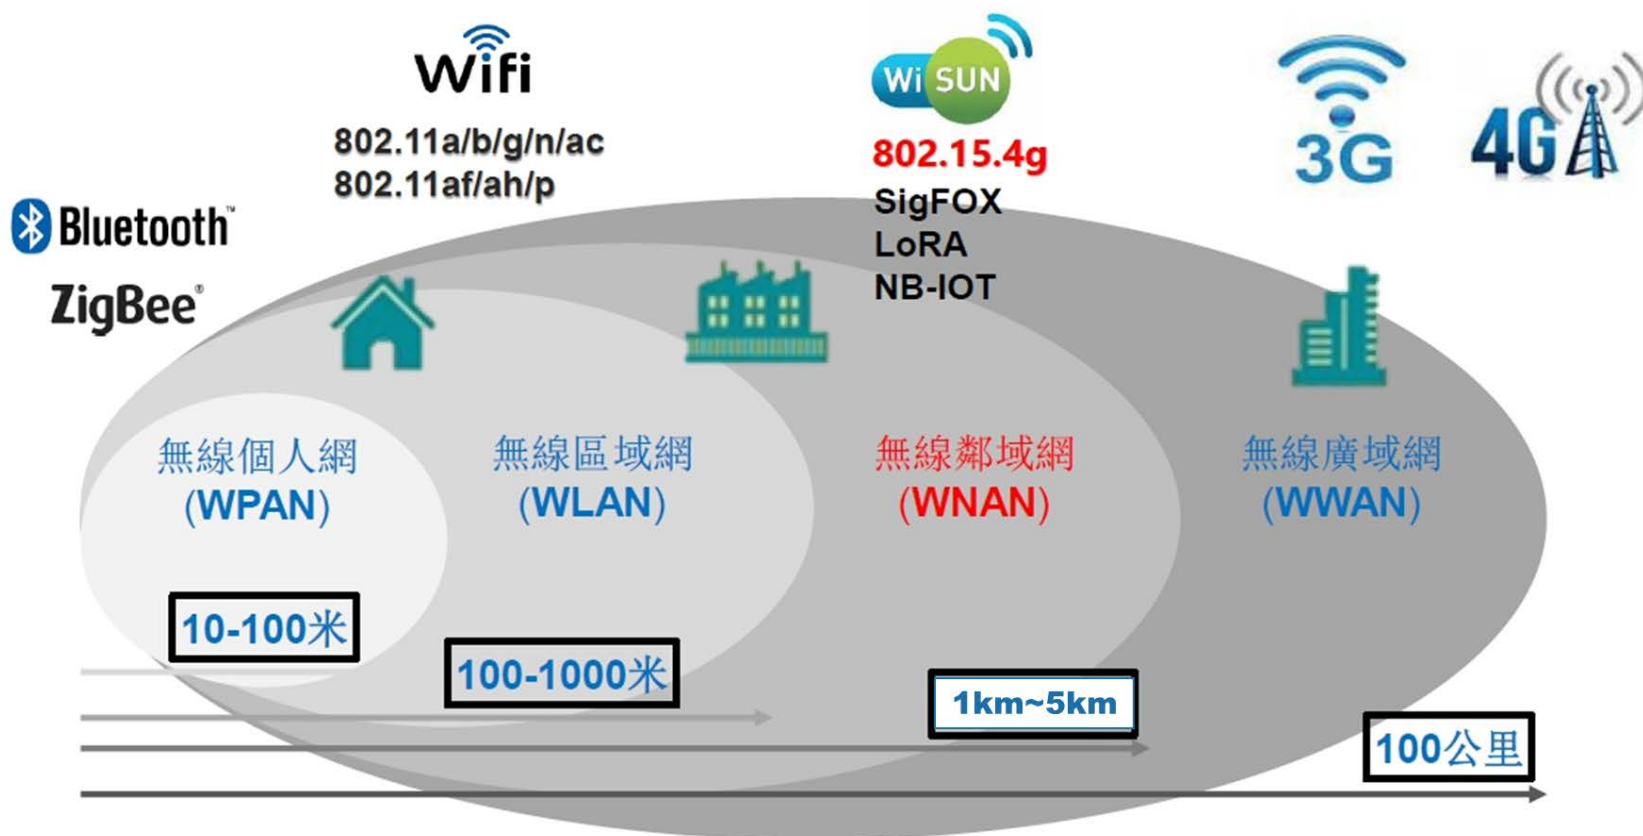 Wifi
802.11a/b/g/n/ac
802.11af/ah/p
Wi SUN
802.15.4g
SigFOX
LoRA
NB-IOT
3G
4G
Bluetooth™
ZigBee®
無線個人網
(WPAN)
無線區域網
(WLAN)
無線鄰域網
(WNAN)
無線廣域網
(WWAN)
10-100米
100-1000米
1km~5km
100公里